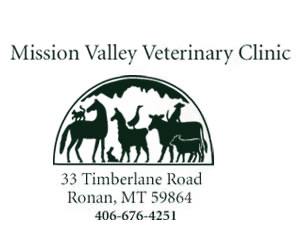 Mission Valley Veterinary Clinic
33 Timberlane Road
Ronan, MT 59864
406-676-4251